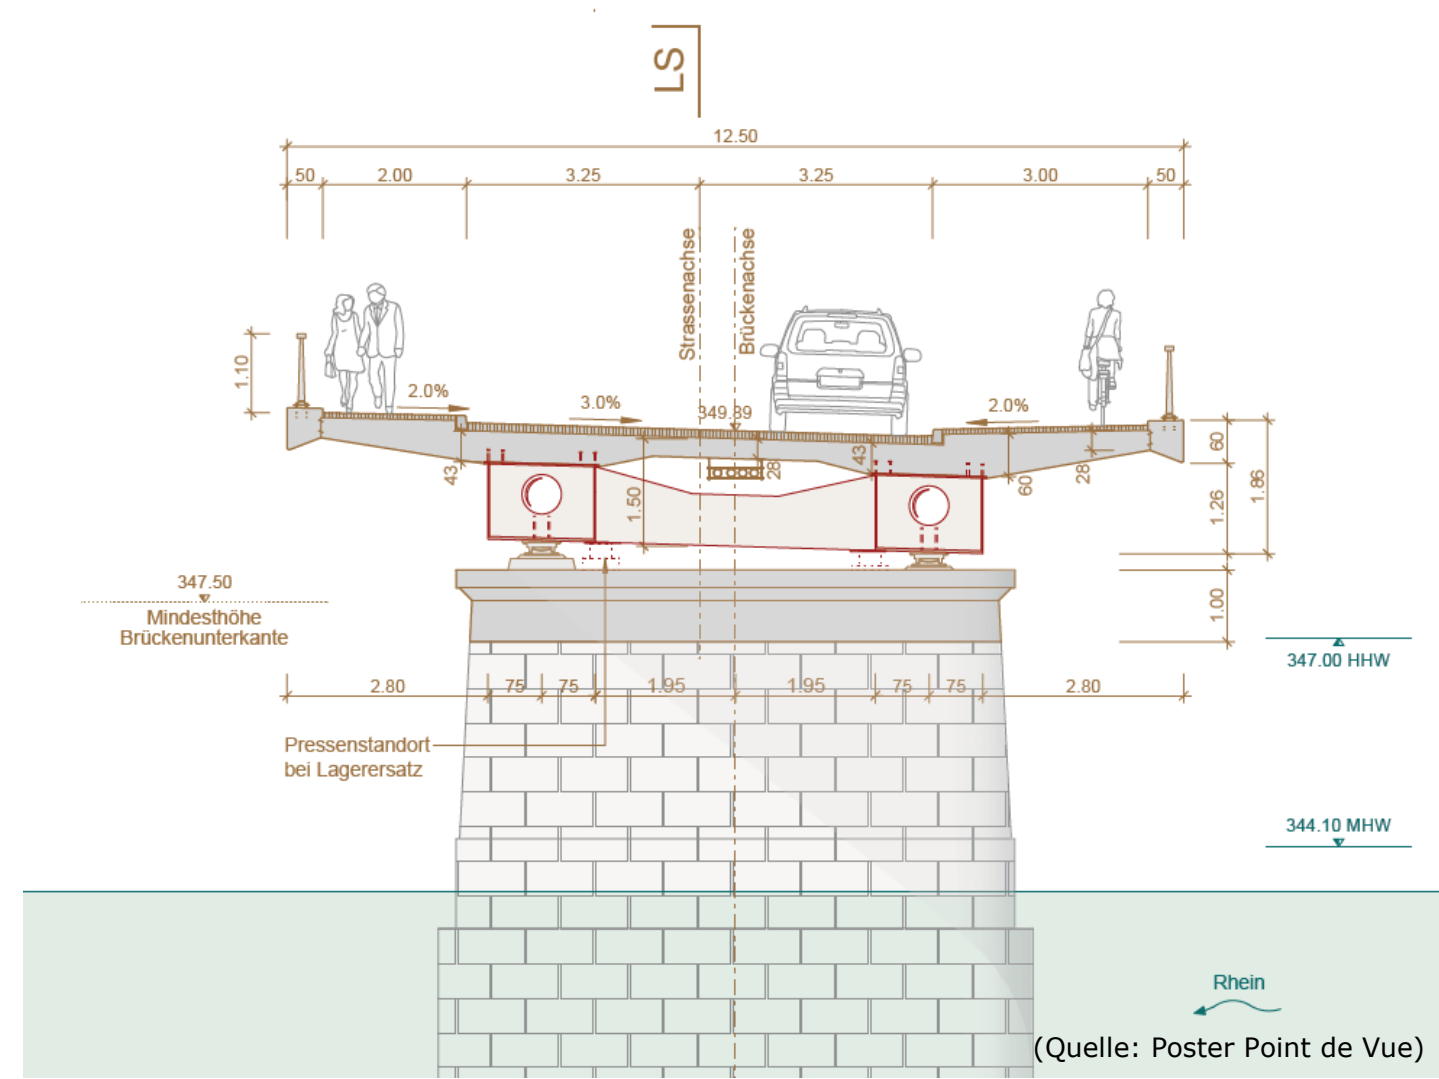 LS
12.50
50 2.00 3.25 3.25 3.00 50
Strassenachse
Brückenachse
1.10
2.0%
3.0%
349.89
2.0%
43
1.50
28
43
60
28
60
1.26
1.86
1.00
347.50
Mindesthöhe
Brückenunterkante
347.00 HHW
2.80 75 75 1.95 1.95 75 75 2.80
Pressenstandort
bei Lagerersatz
344.10 MHW
Rhein
(Quelle: Poster Point de Vue)